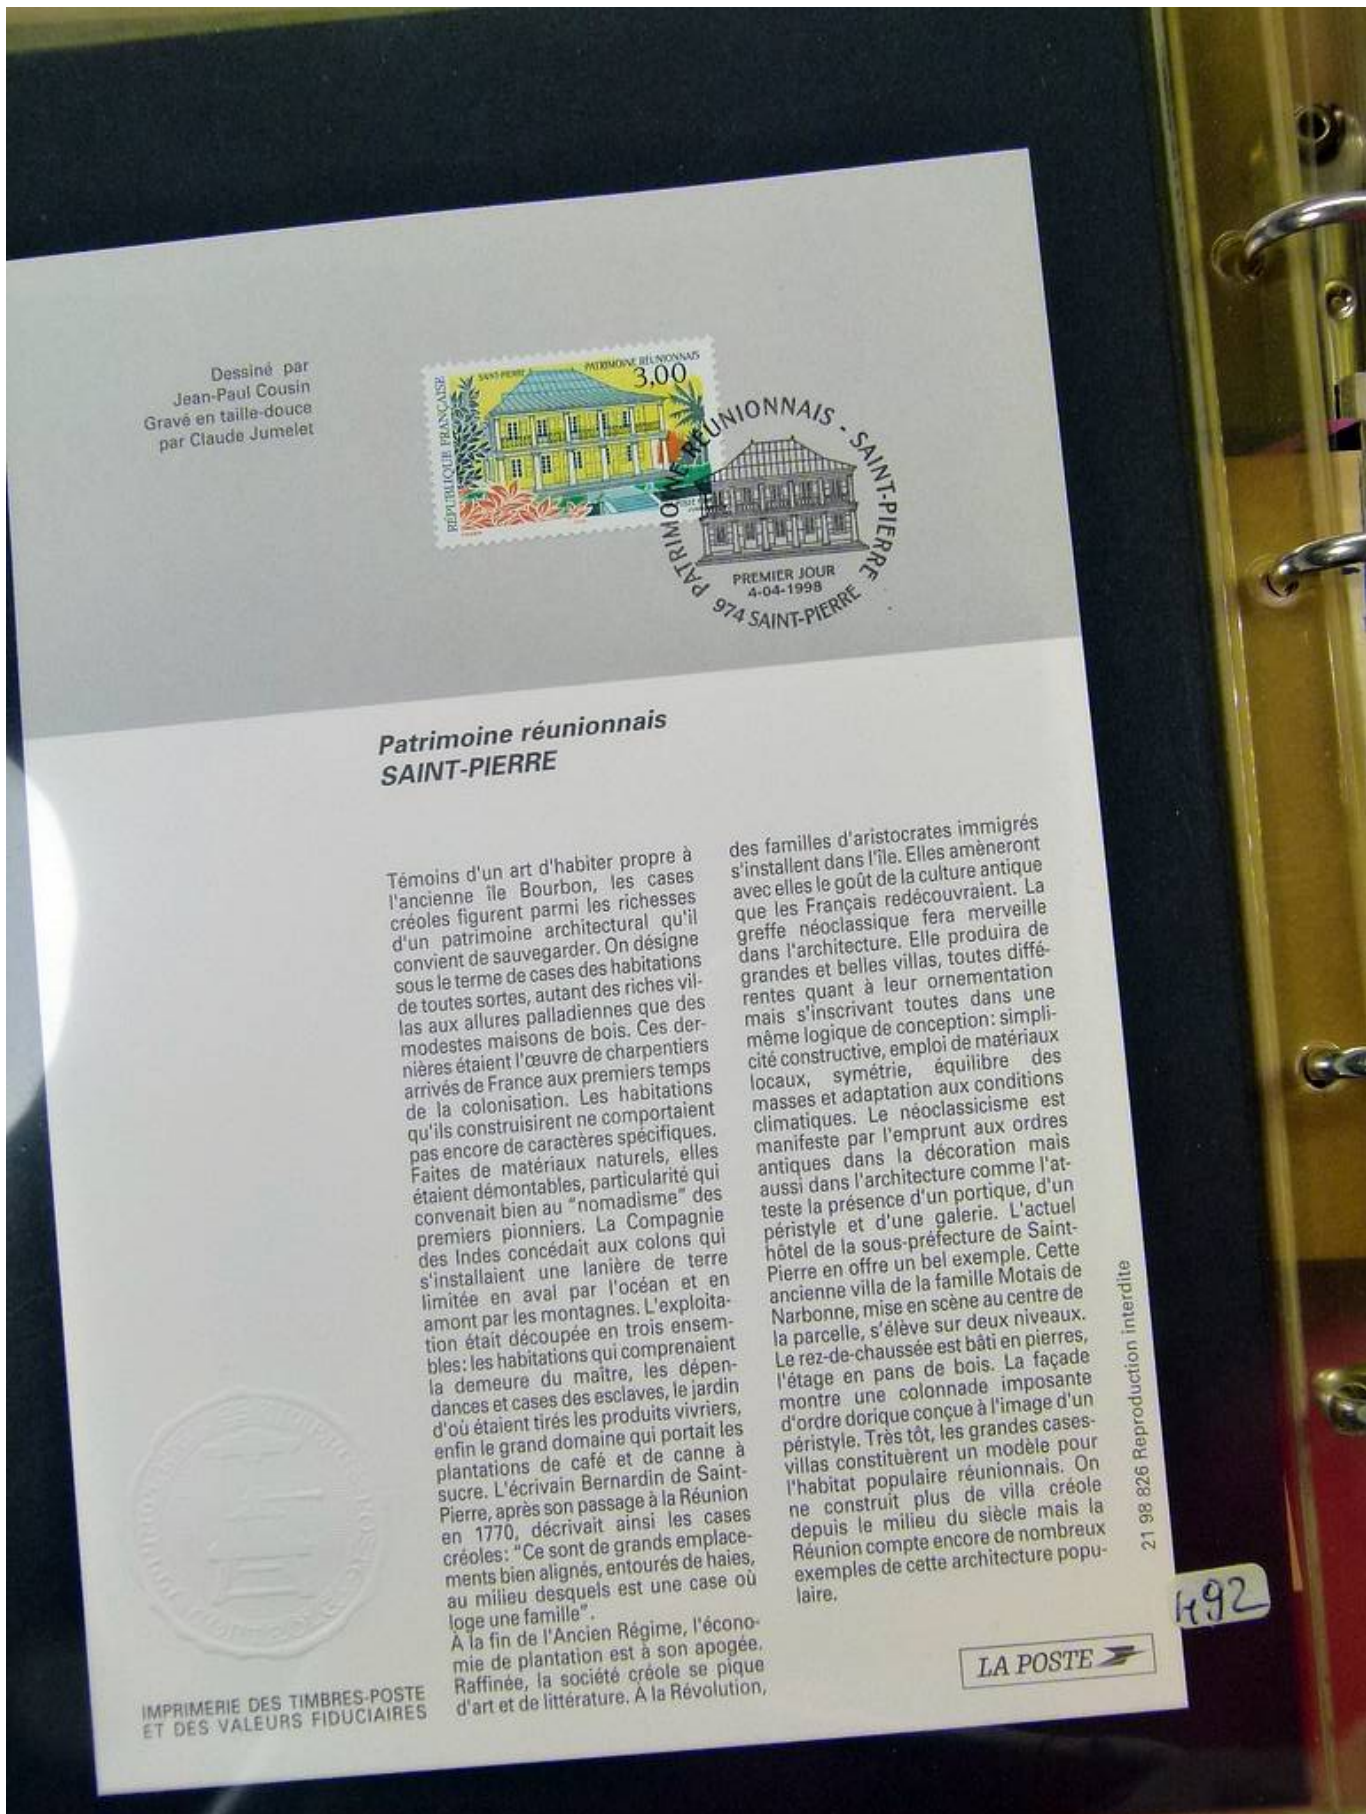 Dessiné par
Jean-Paul Cousin
Gravé en taille-douce
par Claude Jumelet
RÉPUBLIQUE FRANÇAISE
SAINT-PIERRE
PATRIMOINE RÉUNIONNAIS
3,00
PATRIMOINE RÉUNIONNAIS - SAINT-PIERRE
PREMIER JOUR
4-04-1998
974 SAINT-PIERRE
Patrimoine réunionnais
SAINT-PIERRE
Témoins d'un art d'habiter propre à
l'ancienne île Bourbon, les cases
créoles figurent parmi les richesses
d'un patrimoine architectural qu'il
convient de sauvegarder. On désigne
sous le terme de cases des habitations
de toutes sortes, autant des riches vil-
las aux allures palladiennes que des
modestes maisons de bois. Ces der-
nières étaient l'œuvre de charpentiers
arrivés de France aux premiers temps
de la colonisation. Les habitations
qu'ils construisirent ne comportaient
pas encore de caractères spécifiques.
Faites de matériaux naturels, elles
étaient démontables, particularité qui
convenait bien au "nomadisme" des
premiers pionniers. La Compagnie
des Indes concédait aux colons qui
s'installaient une lanière de terre
limitée en aval par l'océan et en
amont par les montagnes. L'exploita-
tion était découpée en trois ensem-
bles: les habitations qui comprenaient
la demeure du maître, les dépen-
dances et cases des esclaves, le jardin
d'où étaient tirés les produits vivriers,
enfin le grand domaine qui portait les
plantations de café et de canne à
sucre. L'écrivain Bernardin de Saint-
Pierre, après son passage à la Réunion
en 1770, décrivait ainsi les cases
créoles: "Ce sont de grands emplace-
ments bien alignés, entourés de haies,
au milieu desquels est une case où
loge une famille".
À la fin de l'Ancien Régime, l'écono-
mie de plantation est à son apogée.
Raffinée, la société créole se pique
d'art et de littérature. À la Révolution,
des familles d'aristocrates immigrés
s'installent dans l'île. Elles amèneront
avec elles le goût de la culture antique
que les Français redécouvraient. La
greffe néoclassique fera merveille
dans l'architecture. Elle produira de
grandes et belles villas, toutes diffé-
rentes quant à leur ornementation
mais s'inscrivant toutes dans une
même logique de conception: simpli-
cité constructive, emploi de matériaux
locaux, symétrie, équilibre des
masses et adaptation aux conditions
climatiques. Le néoclassicisme est
manifeste par l'emprunt aux ordres
antiques dans la décoration mais
aussi dans l'architecture comme l'at-
teste la présence d'un portique, d'un
péristyle et d'une galerie. L'actuel
hôtel de la sous-préfecture de Saint-
Pierre en offre un bel exemple. Cette
ancienne villa de la famille Motais de
Narbonne, mise en scène au centre de
la parcelle, s'élève sur deux niveaux.
Le rez-de-chaussée est bâti en pierres,
l'étage en pans de bois. La façade
montre une colonnade imposante
d'ordre dorique conçue à l'image d'un
péristyle. Très tôt, les grandes cases-
villas constituèrent un modèle pour
l'habitat populaire réunionnais. On
ne construit plus de villa créole
depuis le milieu du siècle mais la
Réunion compte encore de nombreux
exemples de cette architecture popu-
laire.
21 98 826 Reproduction interdite
492
LA POSTE
IMPRIMERIE DES TIMBRES-POSTE
ET DES VALEURS FIDUCIAIRES